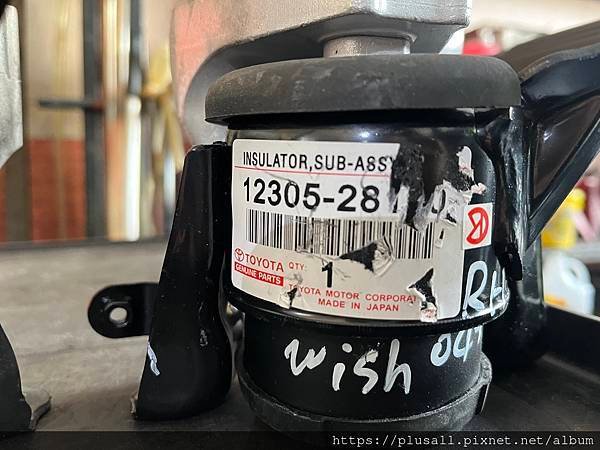 INSULATOR,SUB-ASSY
12305-28
TOYOTA QTY:
GENUINE PARTS 1
TOYOTA MOTOR CORPORAT
MADE IN JAPAN
RH
wish 04
https://plusall.pixnet.net/album